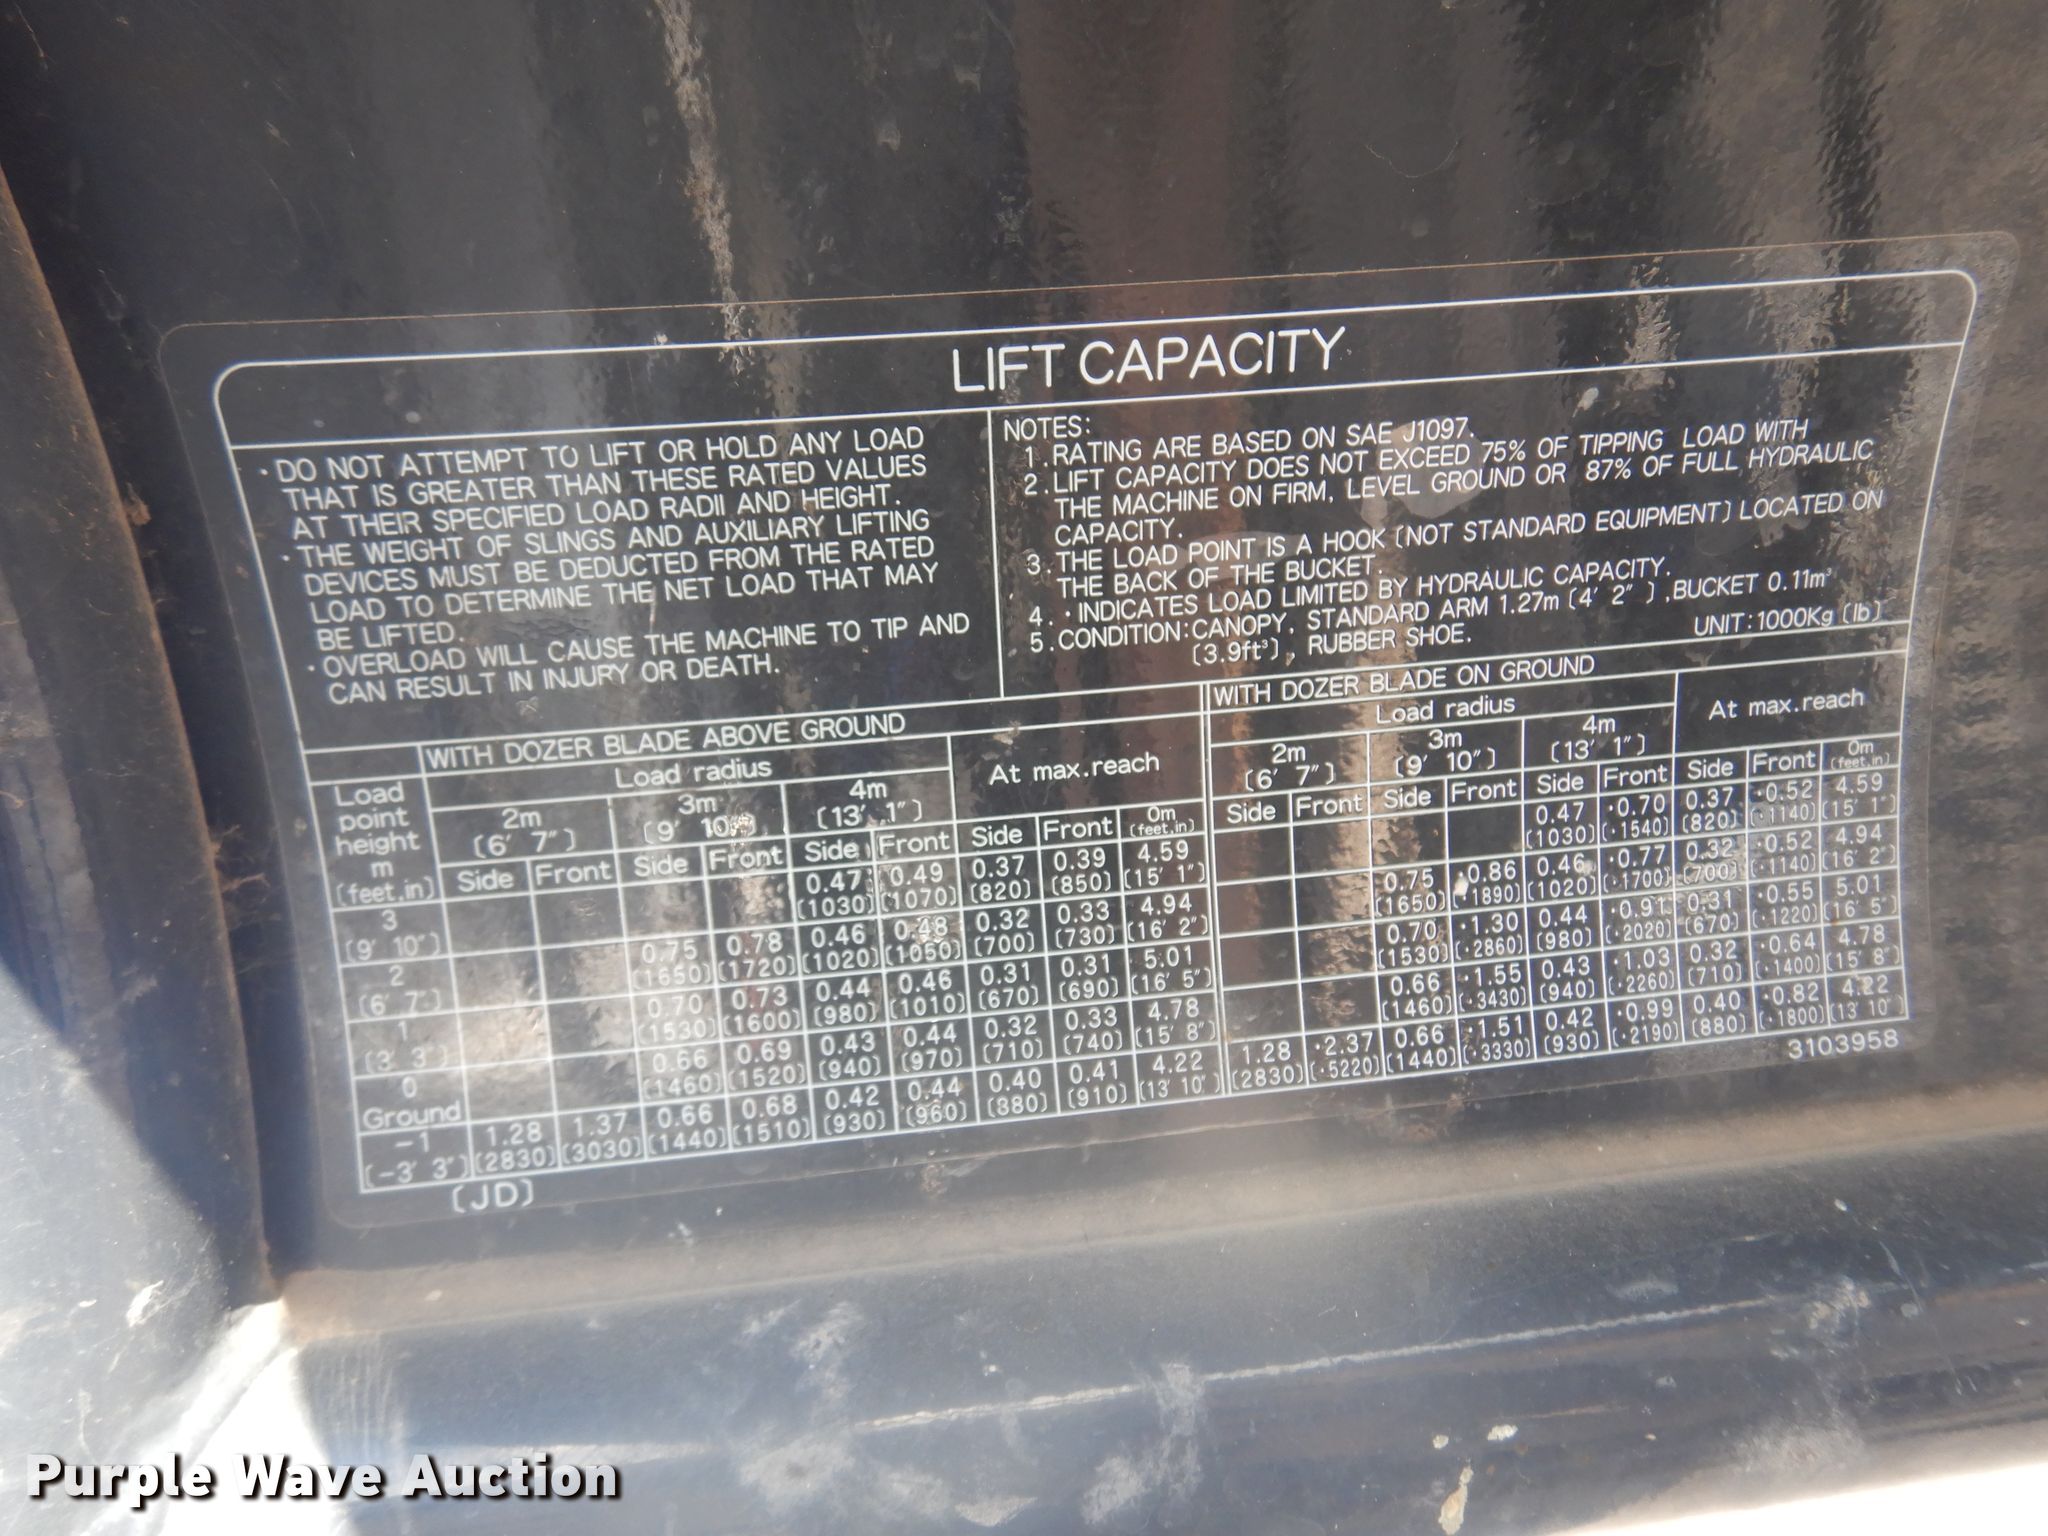 LIFT CAPACITY
・DO NOT ATTEMPT TO LIFT OR HOLD ANY LOAD
THAT IS GREATER THAN THESE RATED VALUES
AT THEIR SPECIFIED LOAD RADII AND HEIGHT.
・THE WEIGHT OF SLINGS AND AUXILIARY LIFTING
DEVICES MUST BE DEDUCTED FROM THE RATED
LOAD TO DETERMINE THE NET LOAD THAT MAY
BE LIFTED.
・OVERLOAD WILL CAUSE THE MACHINE TO TIP AND
CAN RESULT IN INJURY OR DEATH.
NOTES:
1.RATING ARE BASED ON SAE J1097.
2.LIFT CAPACITY DOES NOT EXCEED 75% OF TIPPING LOAD WITH
THE MACHINE ON FIRM, LEVEL GROUND OR 87% OF FULL HYDRAULIC
CAPACITY.
3.THE LOAD POINT IS A HOOK (NOT STANDARD EQUIPMENT) LOCATED ON
THE BACK OF THE BUCKET.
4.・INDICATES LOAD LIMITED BY HYDRAULIC CAPACITY.
5.CONDITION:CANOPY, STANDARD ARM 1.27m (4' 2"),BUCKET 0.11m³
(3.9ft³), RUBBER SHOE.
UNIT:1000Kg (lb)
WITH DOZER BLADE ABOVE GROUND WITH DOZER BLADE ON GROUND
Load radius At max.reach Load radius At max.reach
Load point height m (feet,in)
2m (6' 7") 3m (9' 10") 4m (13' 1") 2m (6' 7") 3m (9' 10") 4m (13' 1")
Side Front Side Front Side Front Side Front 0m (feet,in) Side Front Side Front Side Front Side Front 0m (feet,in)
3 0.47 0.49 0.37 0.39 4.59 0.47 ・0.70 0.37 ・0.52 4.59
(9' 10") (1030) (1070) (820) (850) (15' 1") (1030) (・1540) (820) (・1140) (15' 1")
2 0.75 0.78 0.46 0.48 0.32 0.33 4.94 0.75 ・0.86 0.46 ・0.77 0.32 ・0.52 4.94
(6' 7") (1650) (1720) (1020) (1050) (700) (730) (16' 2") (1650) (・1890) (1020) (・1700) (700) (・1140) (16' 2")
1 0.70 0.73 0.44 0.46 0.31 0.31 5.01 0.70 ・1.30 0.44 ・0.91 0.31 ・0.55 5.01
(3' 3") (1530) (1600) (980) (1010) (670) (690) (16' 5") (1530) (・2860) (980) (・2020) (670) (・1220) (16' 5")
0 0.66 0.69 0.43 0.44 0.32 0.33 4.78 0.66 ・1.55 0.43 ・1.03 0.32 ・0.64 4.78
Ground (1460) (1520) (940) (970) (710) (740) (15' 8") (1460) (・3430) (940) (・2260) (710) (・1400) (15' 8")
-1 1.28 1.37 0.66 0.68 0.42 0.44 0.40 0.41 4.22 1.28 ・2.37 0.66 ・1.51 0.42 ・0.99 0.40 ・0.82 4.22
(-3' 3") (2830) (3030) (1440) (1510) (930) (960) (880) (910) (13' 10") (2830) (・5220) (1440) (・3330) (930) (・2190) (880) (・1800) (13' 10")
(JD)
3103958
Purple Wave Auction